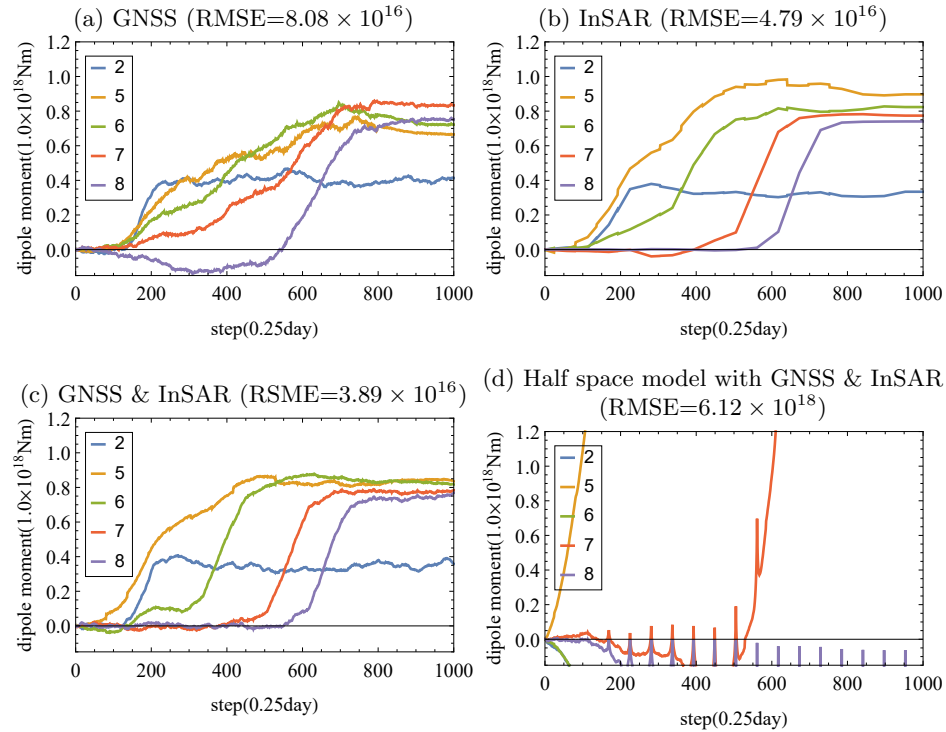 (a) GNSS (RMSE=8.08 × 10^16)
dipole moment(1.0×10^18Nm)
1.2
1.0
0.8
0.6
0.4
0.2
0.0
2
5
6
7
8
0 200 400 600 800 1000
step(0.25day)
(b) InSAR (RMSE=4.79 × 10^16)
dipole moment(1.0×10^18Nm)
1.2
1.0
0.8
0.6
0.4
0.2
0.0
2
5
6
7
8
0 200 400 600 800 1000
step(0.25day)
(c) GNSS & InSAR (RSME=3.89 × 10^16)
dipole moment(1.0×10^18Nm)
1.2
1.0
0.8
0.6
0.4
0.2
0.0
2
5
6
7
8
0 200 400 600 800 1000
step(0.25day)
(d) Half space model with GNSS & InSAR
(RMSE=6.12 × 10^18)
dipole moment(1.0×10^18Nm)
1.2
1.0
0.8
0.6
0.4
0.2
0.0
2
5
6
7
8
0 200 400 600 800 1000
step(0.25day)